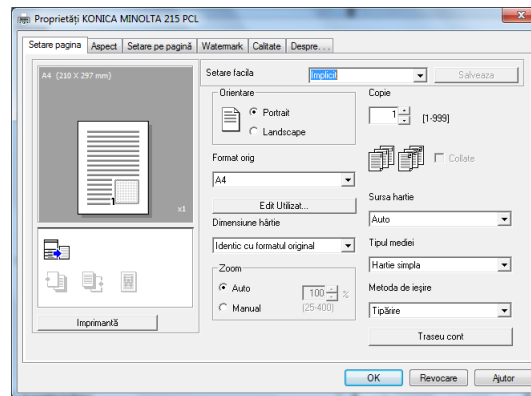 Proprietăți KONICA MINOLTA 215 PCL
Setare pagina
Aspect
Setare pe pagină
Watermark
Calitate
Despre...
A4 (210 X 297 mm)
1
x1
Imprimantă
Setare facila
Implicit
Salveaza
Orientare
Portrait
Landscape
Format orig
A4
Edit Utilizat...
Dimensiune hârtie
Identic cu formatul original
Zoom
Auto
Manual
100 %
(25-400)
Copie
1 [1-999]
Collate
Sursa hartie
Auto
Tipul mediei
Hartie simpla
Metoda de ieşire
Tipărire
Traseu cont
OK
Revocare
Ajutor